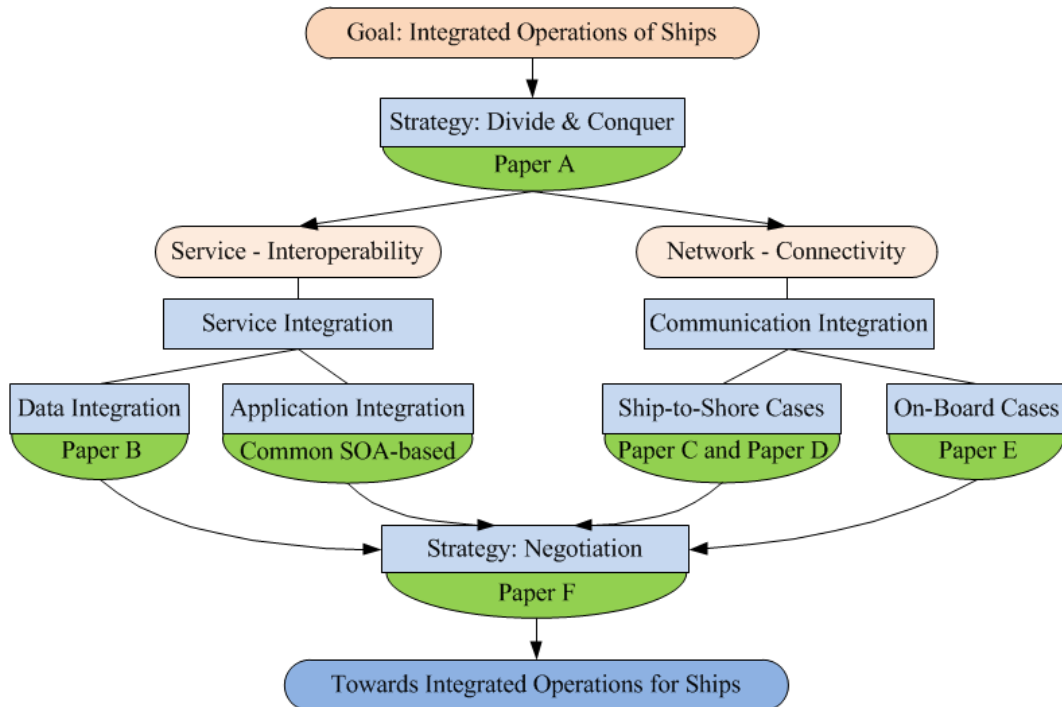 Goal: Integrated Operations of Ships
Strategy: Divide & Conquer
Paper A
Service - Interoperability
Network - Connectivity
Service Integration
Communication Integration
Data Integration
Application Integration
Ship-to-Shore Cases
On-Board Cases
Paper B
Common SOA-based
Paper C and Paper D
Paper E
Strategy: Negotiation
Paper F
Towards Integrated Operations for Ships